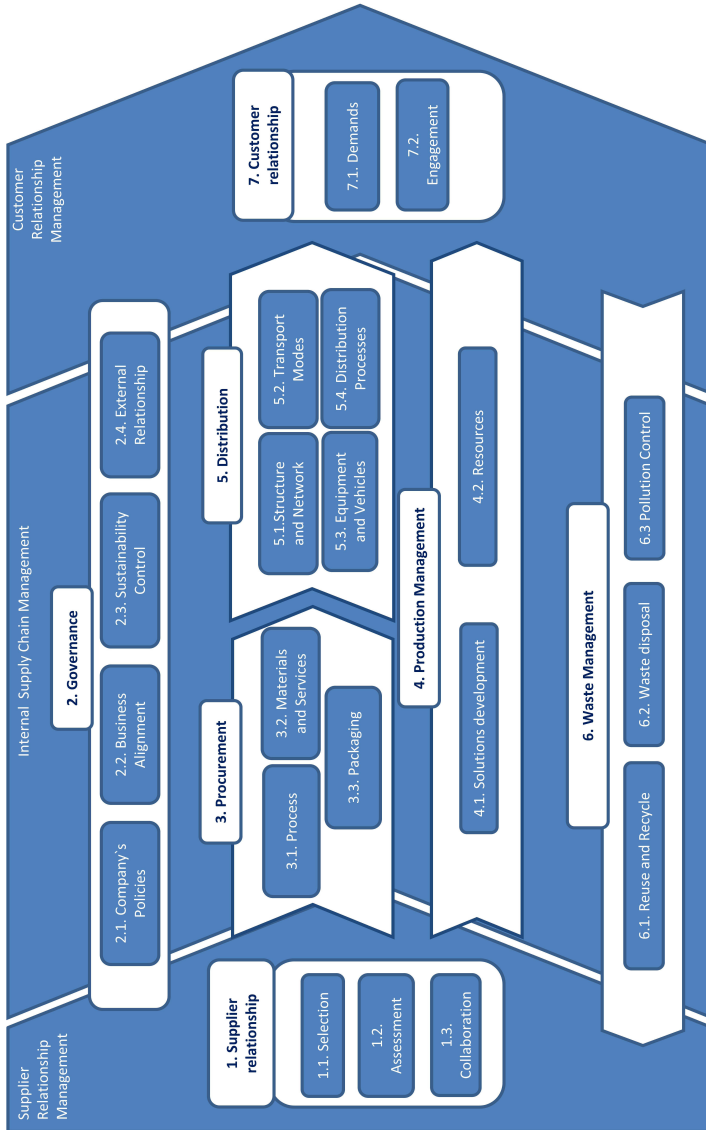 Supplier
Relationship
Management
Internal Supply Chain Management
Customer
Relationship
Management
1. Supplier
relationship
1.1. Selection
1.2.
Assessment
1.3.
Collaboration
2. Governance
2.1. Company`s
Policies
2.2. Business
Alignment
2.3. Sustainability
Control
2.4. External
Relationship
3. Procurement
3.1. Process
3.2. Materials
and Services
3.3. Packaging
5. Distribution
5.1.Structure
and Network
5.2. Transport
Modes
5.3. Equipment
and Vehicles
5.4. Distribution
Processes
4. Production Management
4.1. Solutions development
4.2. Resources
6. Waste Management
6.1. Reuse and Recycle
6.2. Waste disposal
6.3 Pollution Control
7. Customer
relationship
7.1. Demands
7.2.
Engagement